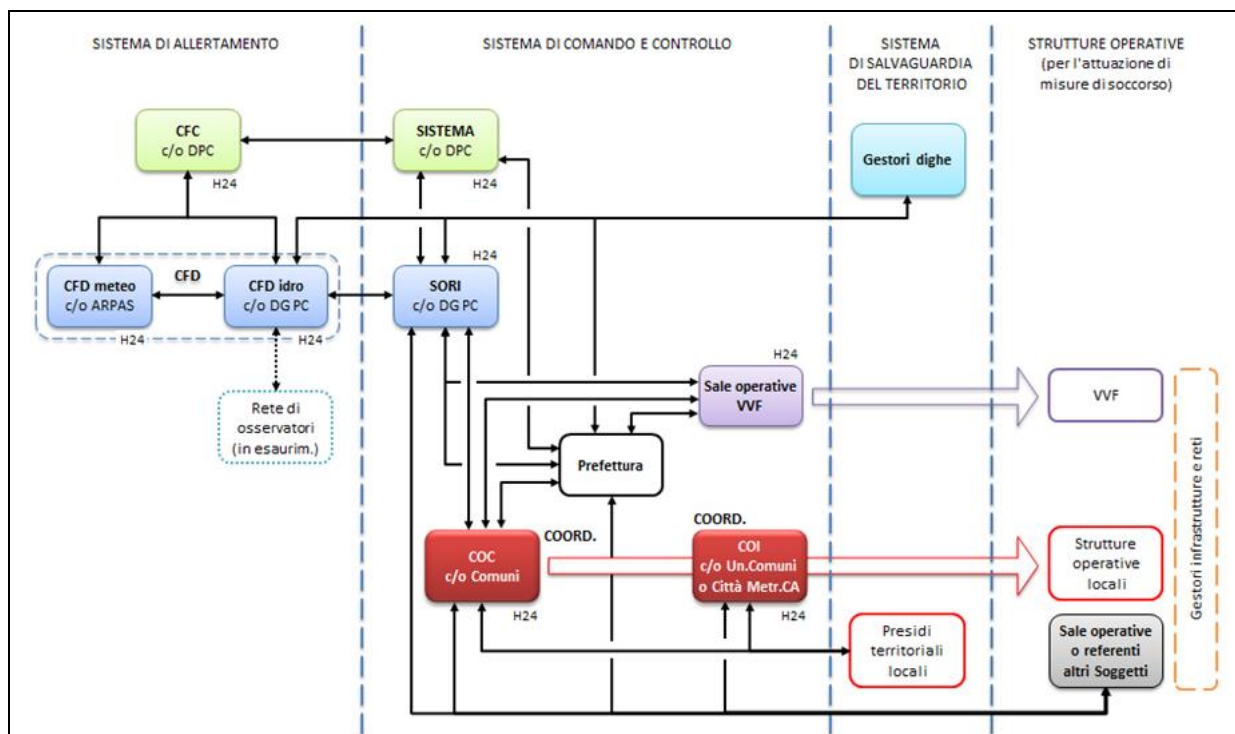 SISTEMA DI ALLERTAMENTO
SISTEMA DI COMANDO E CONTROLLO
SISTEMA
DI SALVAGUARDIA
DEL TERRITORIO
STRUTTURE OPERATIVE
(per l'attuazione di
misure di soccorso)
CFC
c/o DPC
H24
SISTEMA
c/o DPC
H24
Gestori dighe
CFD meteo
c/o ARPAS
H24
CFD
CFD idro
c/o DG PC
H24
H24
SORI
c/o DG PC
Rete di
osservatori
(in esaurim.)
H24
Sale operative
VVF
VVF
Prefettura
COORD.
COC
c/o Comuni
H24
COORD.
COI
c/o Un.Comuni
o Città Metr.CA
H24
Strutture
operative
locali
Presidi
territoriali
locali
Sale operative
o referenti
altri Soggetti
Gestori infrastrutture e reti